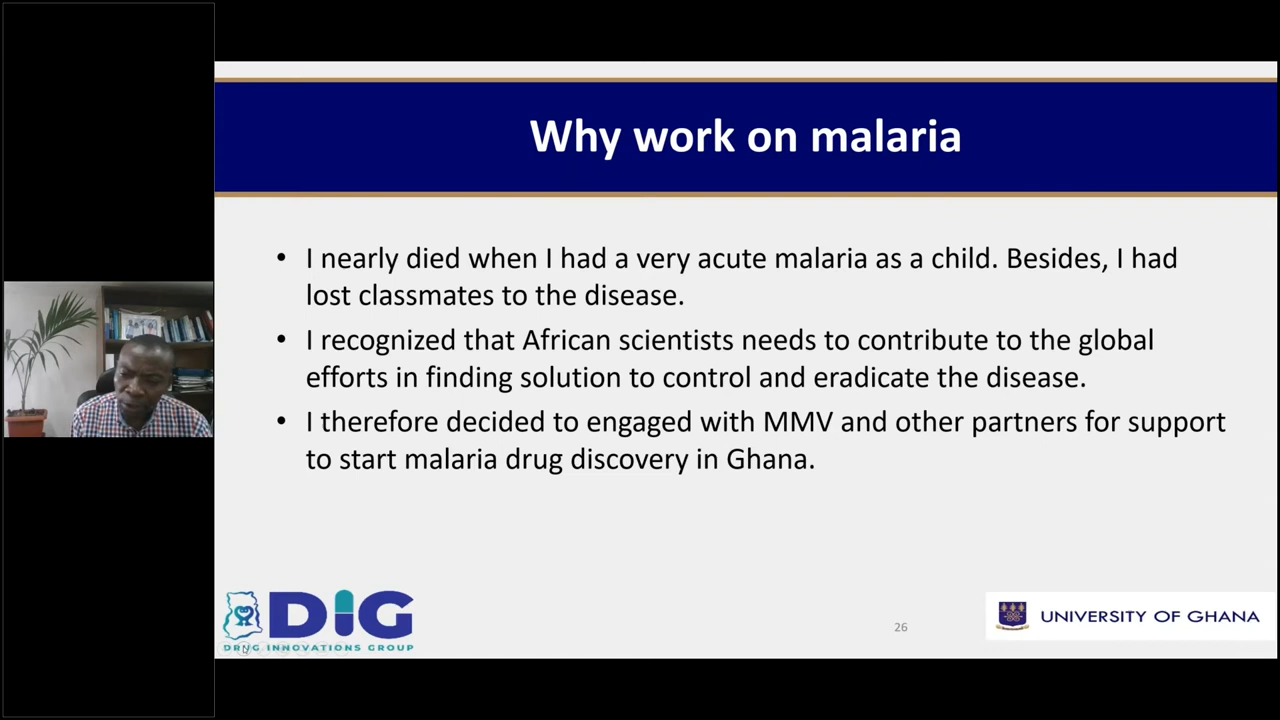 Why work on malaria
• I nearly died when I had a very acute malaria as a child. Besides, I had
lost classmates to the disease.
• I recognized that African scientists needs to contribute to the global
efforts in finding solution to control and eradicate the disease.
• I therefore decided to engaged with MMV and other partners for support
to start malaria drug discovery in Ghana.
DIG
DRUG INNOVATIONS GROUP
26
UNIVERSITY OF GHANA